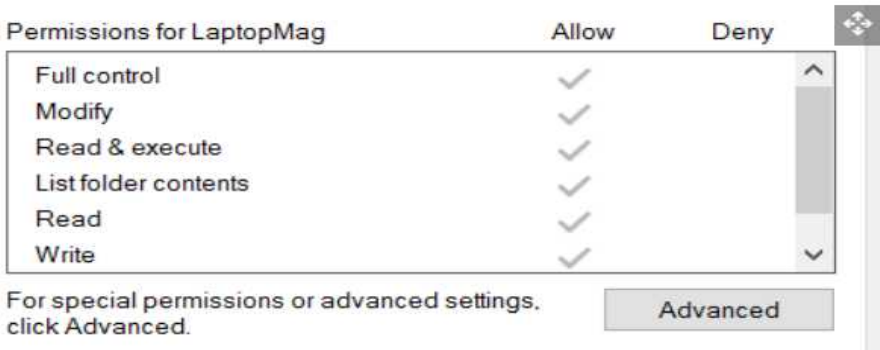 Permissions for LaptopMag Allow Deny
Full control
Modify
Read & execute
List folder contents
Read
Write
For special permissions or advanced settings,
click Advanced.
Advanced